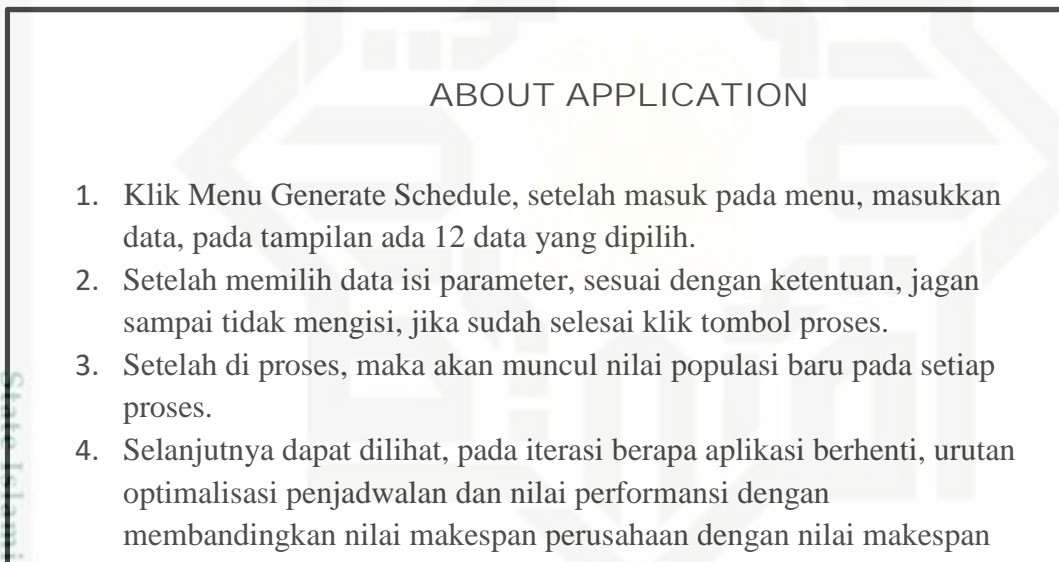 ABOUT APPLICATION
1. Klik Menu Generate Schedule, setelah masuk pada menu, masukkan
data, pada tampilan ada 12 data yang dipilih.
2. Setelah memilih data isi parameter, sesuai dengan ketentuan, jagan
sampai tidak mengisi, jika sudah selesai klik tombol proses.
3. Setelah di proses, maka akan muncul nilai populasi baru pada setiap
proses.
4. Selanjutnya dapat dilihat, pada iterasi berapa aplikasi berhenti, urutan
optimalisasi penjadwalan dan nilai performansi dengan
membandingkan nilai makespan perusahaan dengan nilai makespan
State Islami